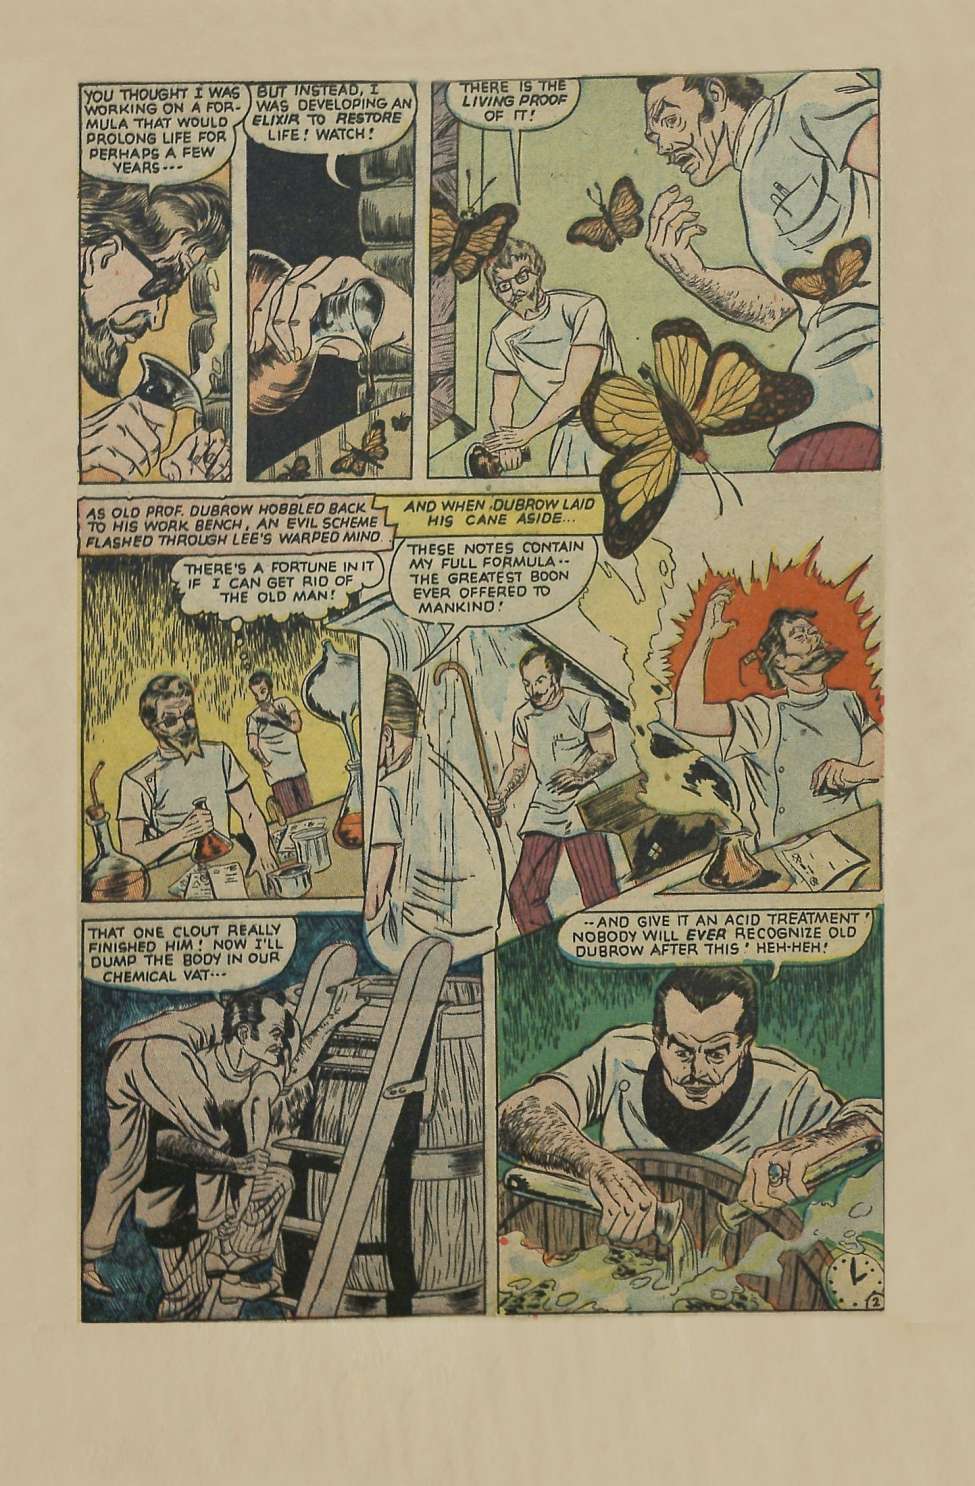 YOU THOUGHT I WAS
WORKING ON A FOR-
MULA THAT WOULD
PROLONG LIFE FOR
PERHAPS A FEW
YEARS---
BUT INSTEAD, I
WAS DEVELOPING AN
ELIXIR TO RESTORE
LIFE! WATCH!
THERE IS THE
LIVING PROOF
OF IT!
AS OLD PROF. DUBROW HOBBLED BACK
TO HIS WORK BENCH, AN EVIL SCHEME
FLASHED THROUGH LEE'S WARPED MIND.
THERE'S A FORTUNE IN IT
IF I CAN GET RID OF
THE OLD MAN!
AND WHEN DUBROW LAID
HIS CANE ASIDE...
THESE NOTES CONTAIN
MY FULL FORMULA--
THE GREATEST BOON
EVER OFFERED TO
MANKIND!
THAT ONE CLOUT REALLY
FINISHED HIM! NOW I'LL
DUMP THE BODY IN OUR
CHEMICAL VAT---
--AND GIVE IT AN ACID TREATMENT!
NOBODY WILL EVER RECOGNIZE OLD
DUBROW AFTER THIS! HEH-HEH!
2